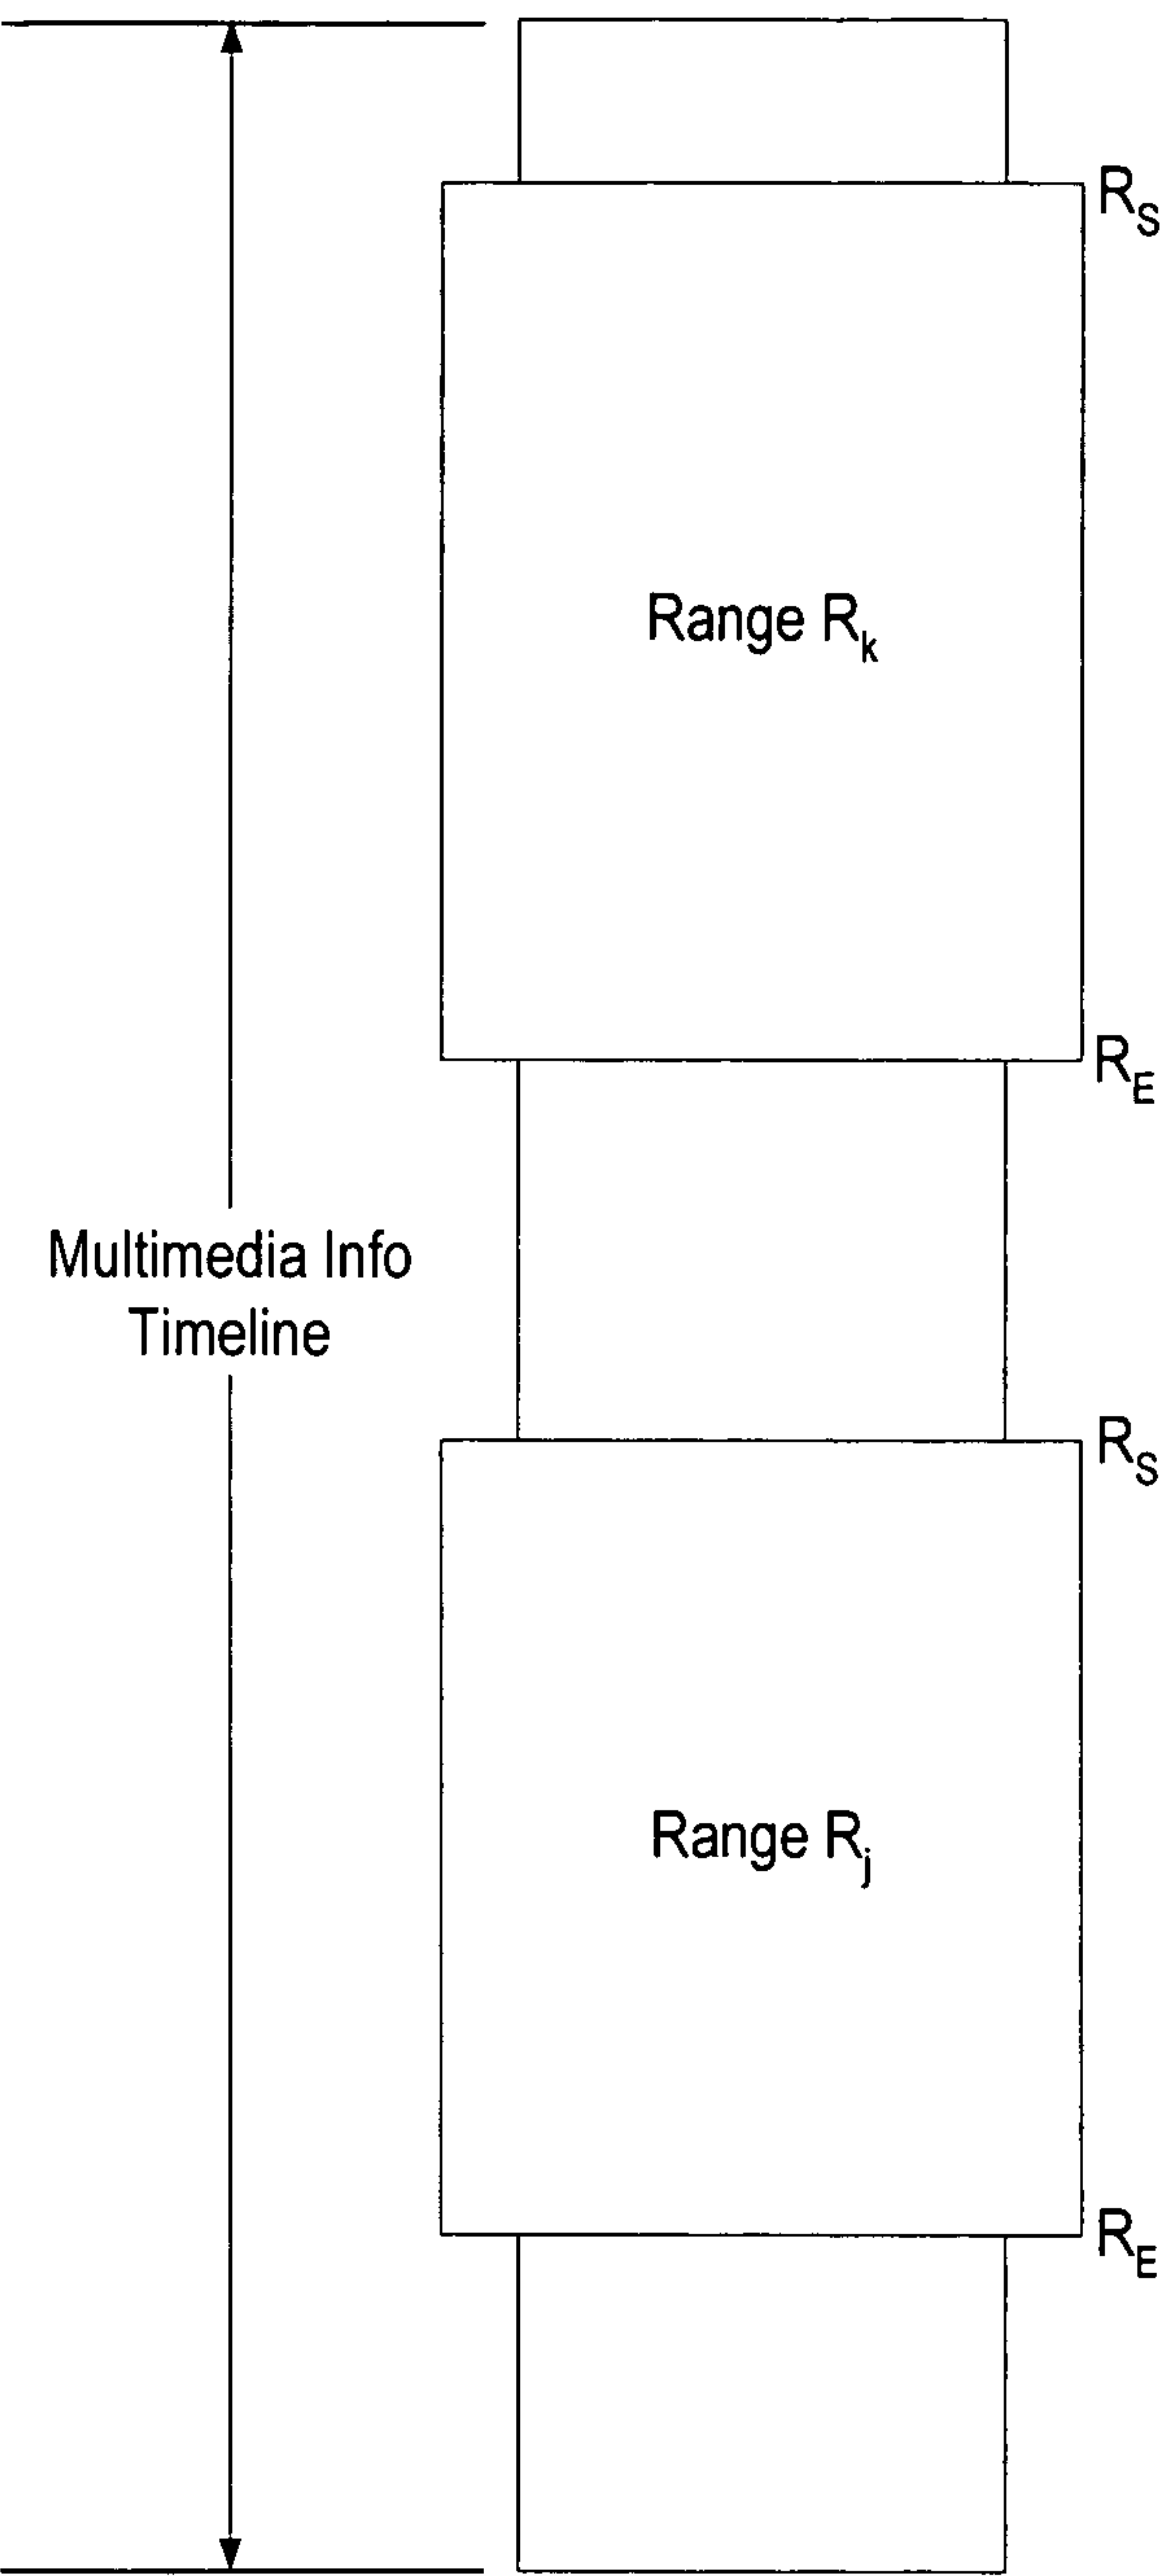 R_S
Range R_k
R_E
Multimedia Info
Timeline
R_S
Range R_j
R_E